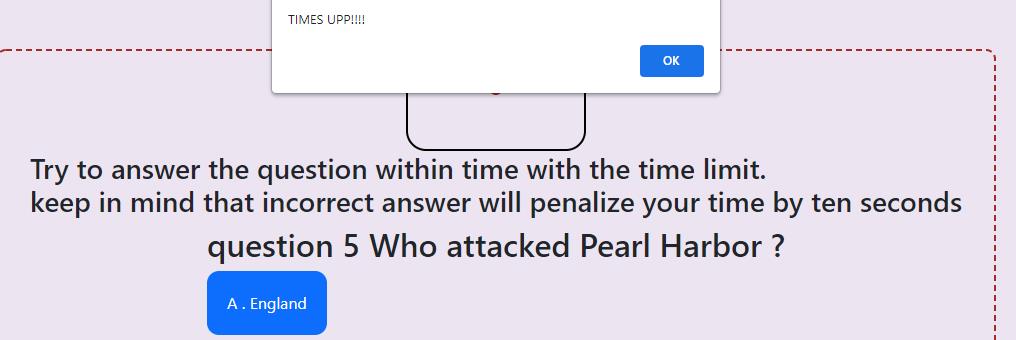 TIMES UPP!!!!
OK
Try to answer the question within time with the time limit.
keep in mind that incorrect answer will penalize your time by ten seconds
question 5 Who attacked Pearl Harbor ?
A . England